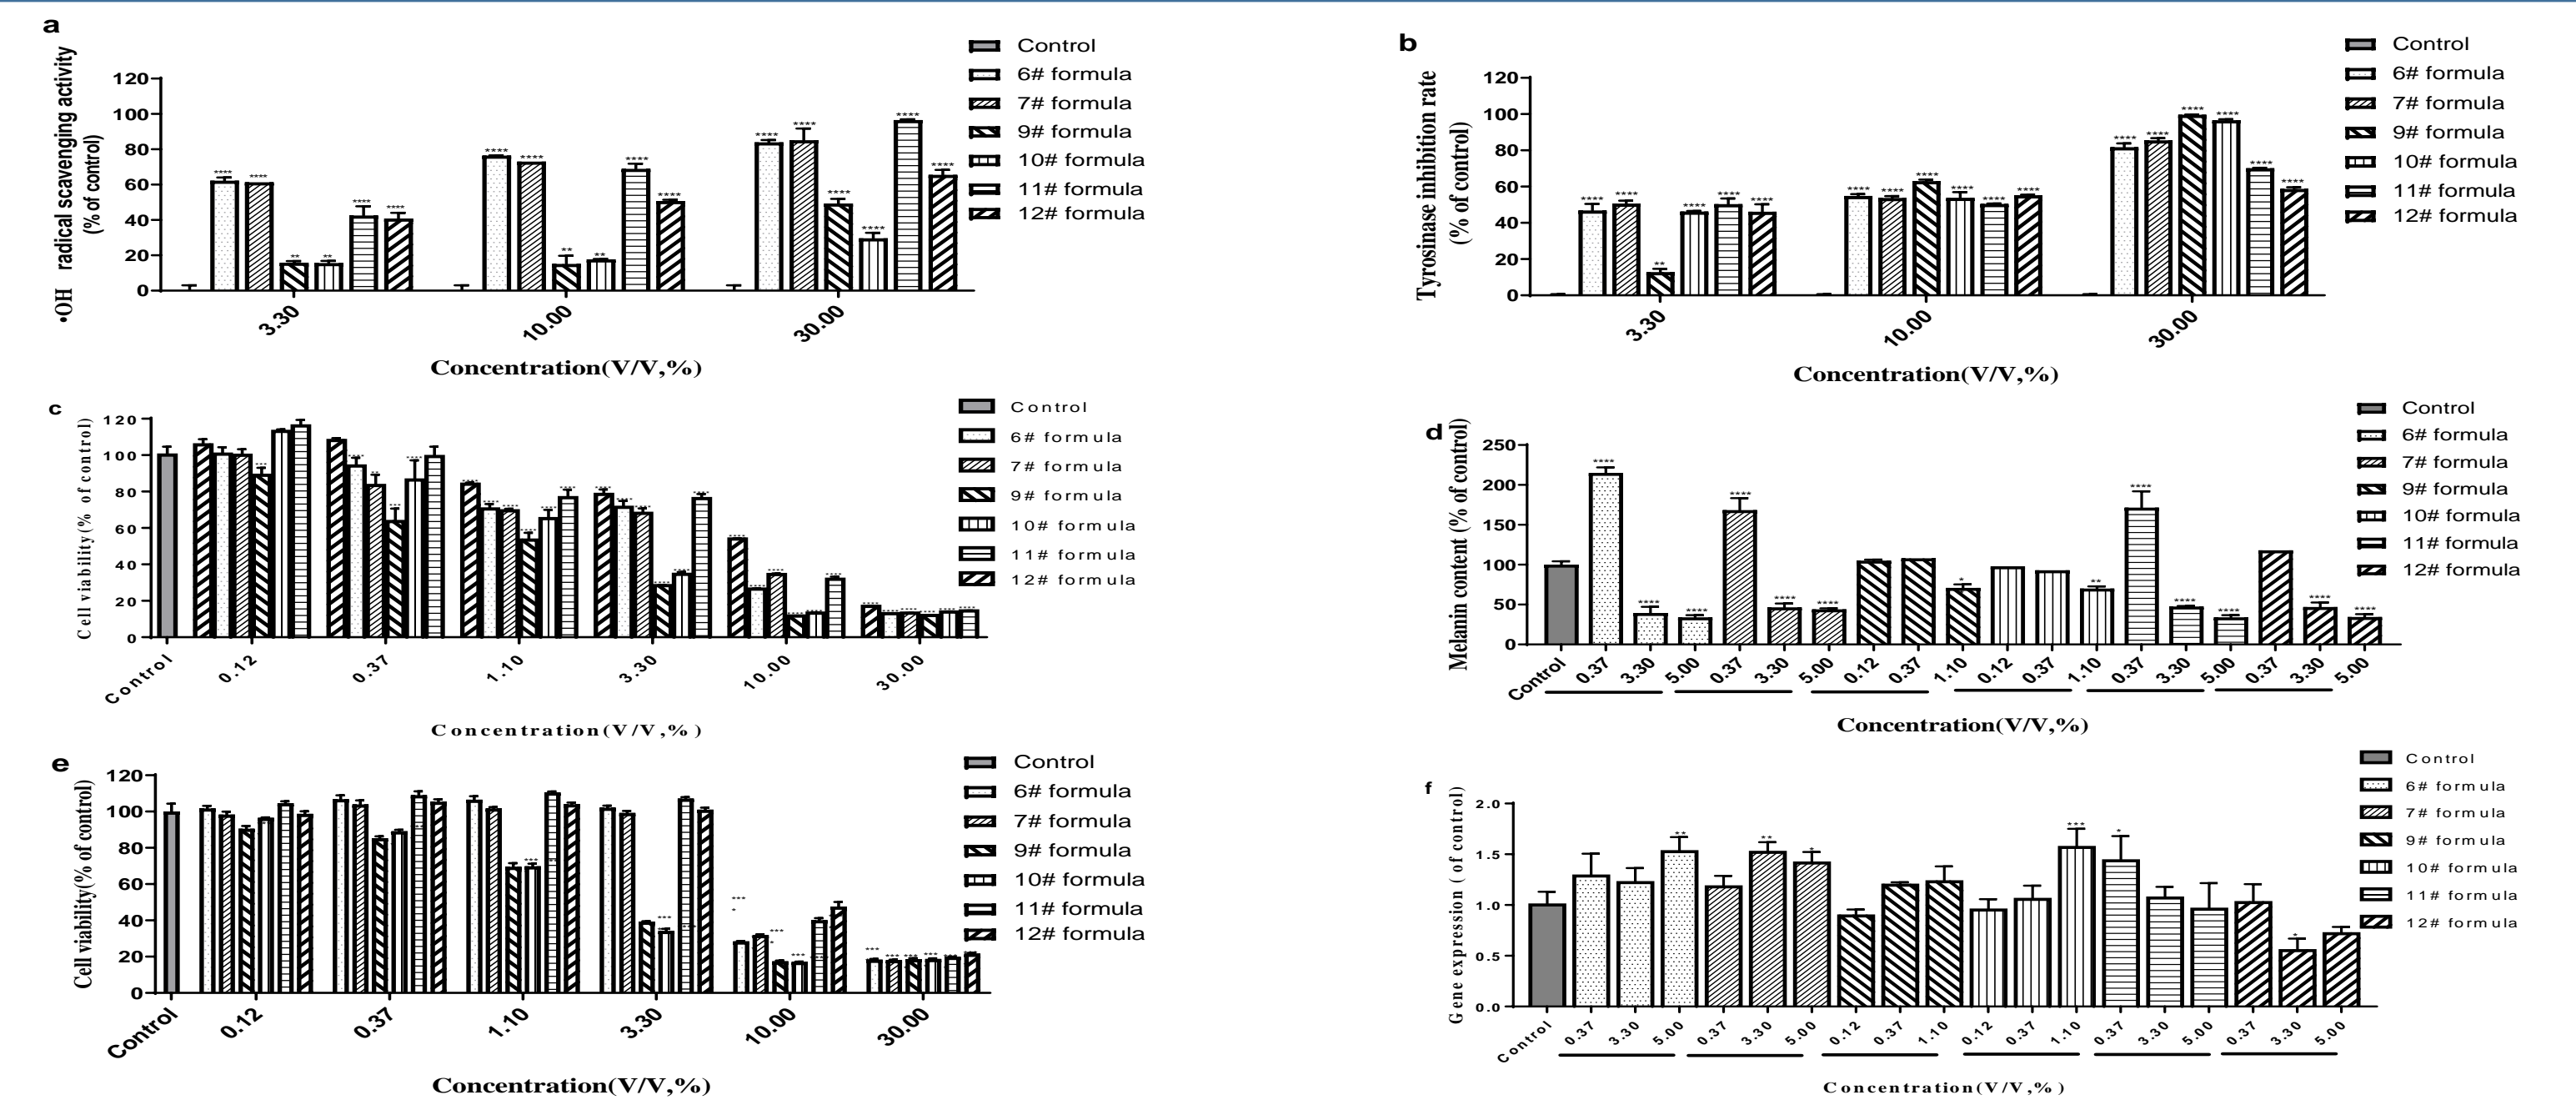 a
•OH radical scavenging activity
(% of control)
120
100
80
60
40
20
0
**** **** ** ** **** ****
**** **** ** ** **** ****
**** **** **** **** **** ****
3.30 10.00 30.00
Concentration(V/V,%)
Control
6# formula
7# formula
9# formula
10# formula
11# formula
12# formula
b
Tyrosinase inhibition rate
(% of control)
120
100
80
60
40
20
0
**** **** ** **** **** ****
**** **** **** **** **** ****
**** **** **** **** **** ****
3.30 10.00 30.00
Concentration(V/V,%)
Control
6# formula
7# formula
9# formula
10# formula
11# formula
12# formula
c
Cell viability(% of control)
120
100
80
60
40
20
0
Control 0.12 0.37 1.10 3.30 10.00 30.00
Concentration(V/V,%)
Control
6# formula
7# formula
9# formula
10# formula
11# formula
12# formula
d
Melanin content (% of control)
250
200
150
100
50
0
**** **** **** **** **** **** * ** **** **** **** **** ****
Control 0.37 3.30 5.00 0.37 3.30 5.00 0.12 0.37 1.10 0.12 0.37 1.10 0.37 3.30 5.00 0.37 3.30 5.00
Concentration(V/V,%)
Control
6# formula
7# formula
9# formula
10# formula
11# formula
12# formula
e
Cell viability(% of control)
120
100
80
60
40
20
0
Control 0.12 0.37 1.10 3.30 10.00 30.00
Concentration(V/V,%)
Control
6# formula
7# formula
9# formula
10# formula
11# formula
12# formula
f
Gene expression ( of control)
2.0
1.5
1.0
0.5
0.0
** ** * *** * *
Control 0.37 3.30 5.00 0.37 3.30 5.00 0.12 0.37 1.10 0.12 0.37 1.10 0.37 3.30 5.00 0.37 3.30 5.00
Concentration(V/V,%)
Control
6# formula
7# formula
9# formula
10# formula
11# formula
12# formula